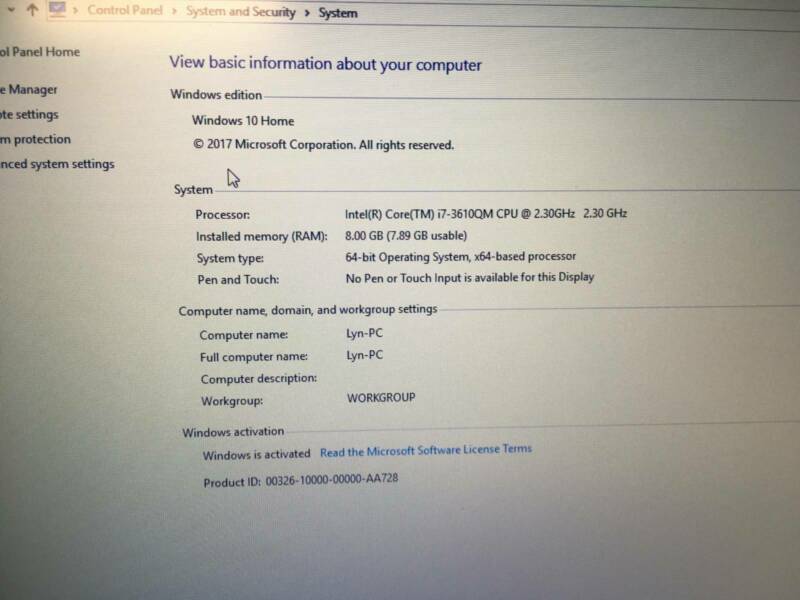 Control Panel > System and Security > System
ol Panel Home
View basic information about your computer
e Manager
Windows edition
ote settings
Windows 10 Home
m protection
© 2017 Microsoft Corporation. All rights reserved.
nced system settings
System
Processor: Intel(R) Core(TM) i7-3610QM CPU @ 2.30GHz 2.30 GHz
Installed memory (RAM): 8.00 GB (7.89 GB usable)
System type: 64-bit Operating System, x64-based processor
Pen and Touch: No Pen or Touch Input is available for this Display
Computer name, domain, and workgroup settings
Computer name: Lyn-PC
Full computer name: Lyn-PC
Computer description:
Workgroup: WORKGROUP
Windows activation
Windows is activated Read the Microsoft Software License Terms
Product ID: 00326-10000-00000-AA728